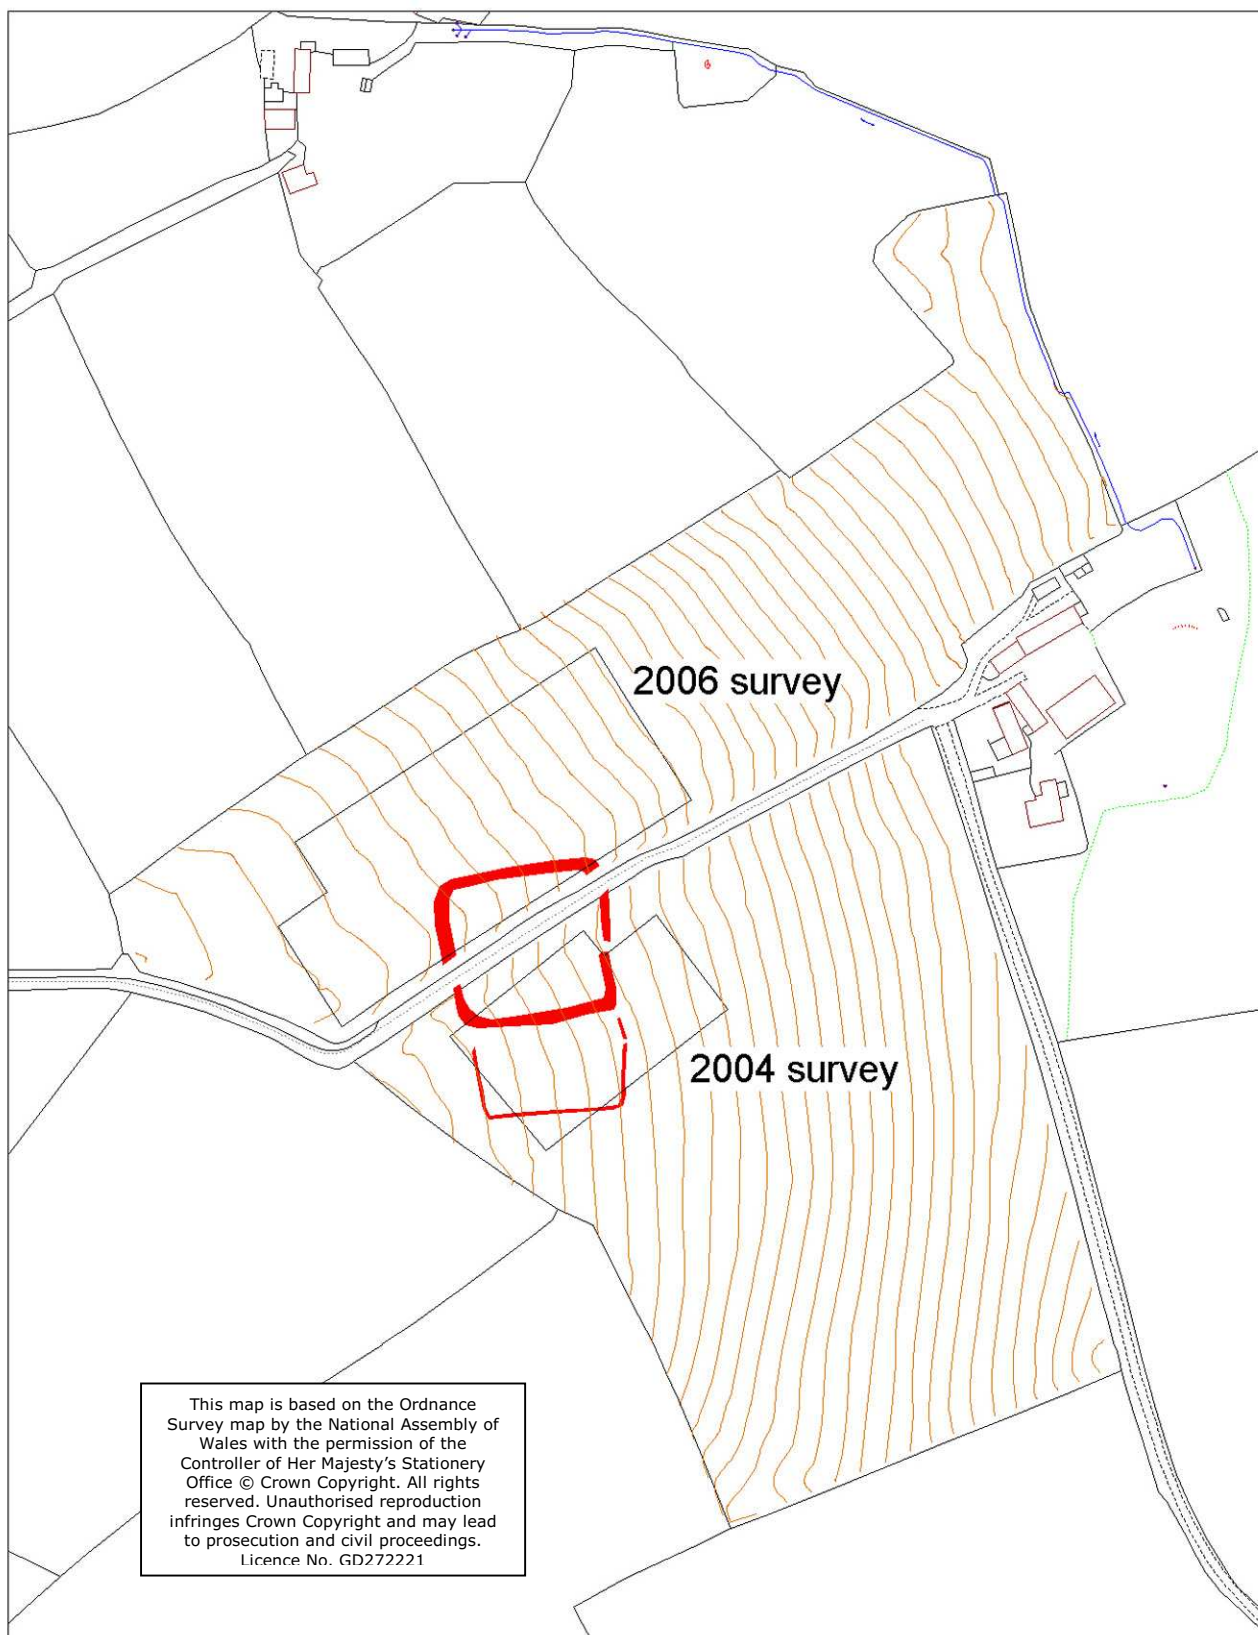 2006 survey
2004 survey
This map is based on the Ordnance
Survey map by the National Assembly of
Wales with the permission of the
Controller of Her Majesty’s Stationery
Office © Crown Copyright. All rights
reserved. Unauthorised reproduction
infringes Crown Copyright and may lead
to prosecution and civil proceedings.
Licence No. GD272221